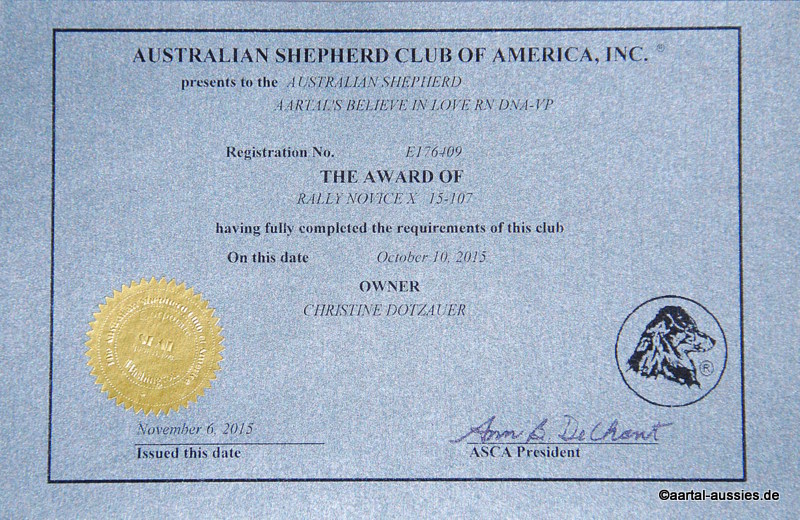 AUSTRALIAN SHEPHERD CLUB OF AMERICA, INC. ®
presents to the AUSTRALIAN SHEPHERD
AARTAL'S BELIEVE IN LOVE RN DNA-VP
Registration No. E176409
THE AWARD OF
RALLY NOVICE X 15-107
having fully completed the requirements of this club
On this date October 10, 2015
OWNER
CHRISTINE DOTZAUER
®
November 6, 2015 Ann B. DeChant
Issued this date ASCA President
©aartal-aussies.de